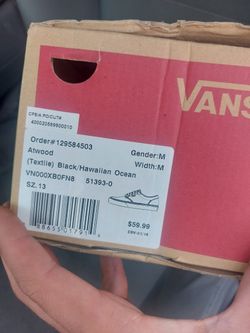 VANS
CPSIA PO/CUT#
Order#129584503
Gender:M
Atwood
Width:M
(Textile) Black/Hawaiian Ocean
VN000XB0FN8 51393-0
SZ.13
$59.99